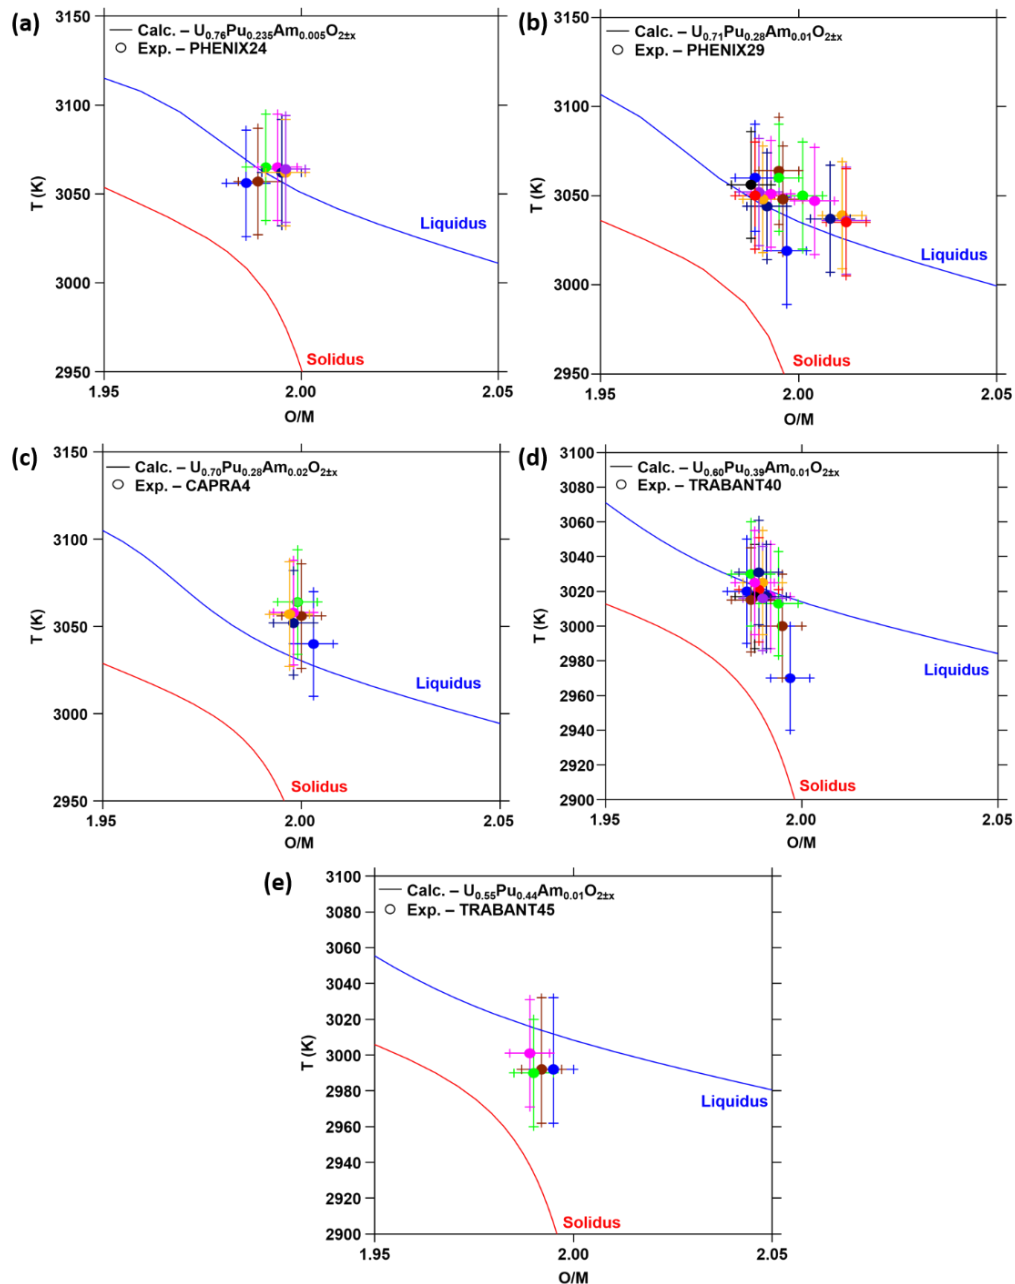 (a)
3150
3100
3050
3000
2950
T (K)
Calc. – U0.76Pu0.235Am0.005O2±x
Exp. – PHENIX24
Liquidus
Solidus
1.95
2.00
2.05
O/M
(b)
3150
3100
3050
3000
2950
T (K)
Calc. – U0.71Pu0.28Am0.01O2±x
Exp. – PHENIX29
Liquidus
Solidus
1.95
2.00
2.05
O/M
(c)
3150
3100
3050
3000
2950
T (K)
Calc. – U0.70Pu0.28Am0.02O2±x
Exp. – CAPRA4
Liquidus
Solidus
1.95
2.00
2.05
O/M
(d)
3100
3080
3060
3040
3020
3000
2980
2960
2940
2920
2900
T (K)
Calc. – U0.60Pu0.39Am0.01O2±x
Exp. – TRABANT40
Liquidus
Solidus
1.95
2.00
2.05
O/M
(e)
3100
3080
3060
3040
3020
3000
2980
2960
2940
2920
2900
T (K)
Calc. – U0.55Pu0.44Am0.01O2±x
Exp. – TRABANT45
Liquidus
Solidus
1.95
2.00
2.05
O/M